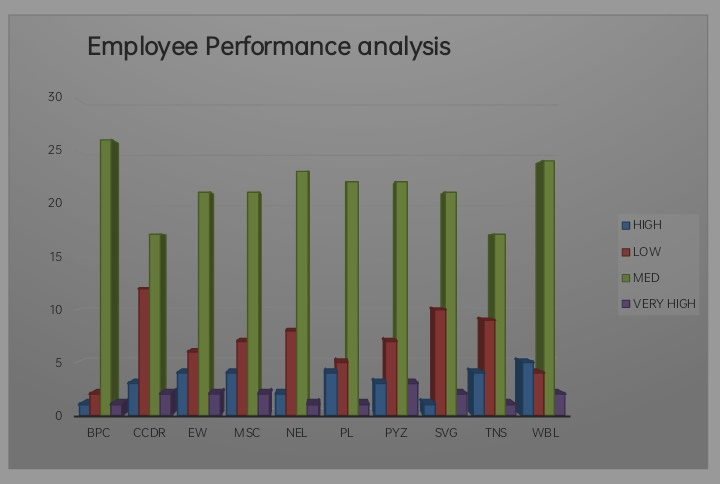 Employee Performance analysis
30
25
20
15
10
5
0
BPC CCDR EW MSC NEL PL PYZ SVG TNS WBL
HIGH
LOW
MED
VERY HIGH